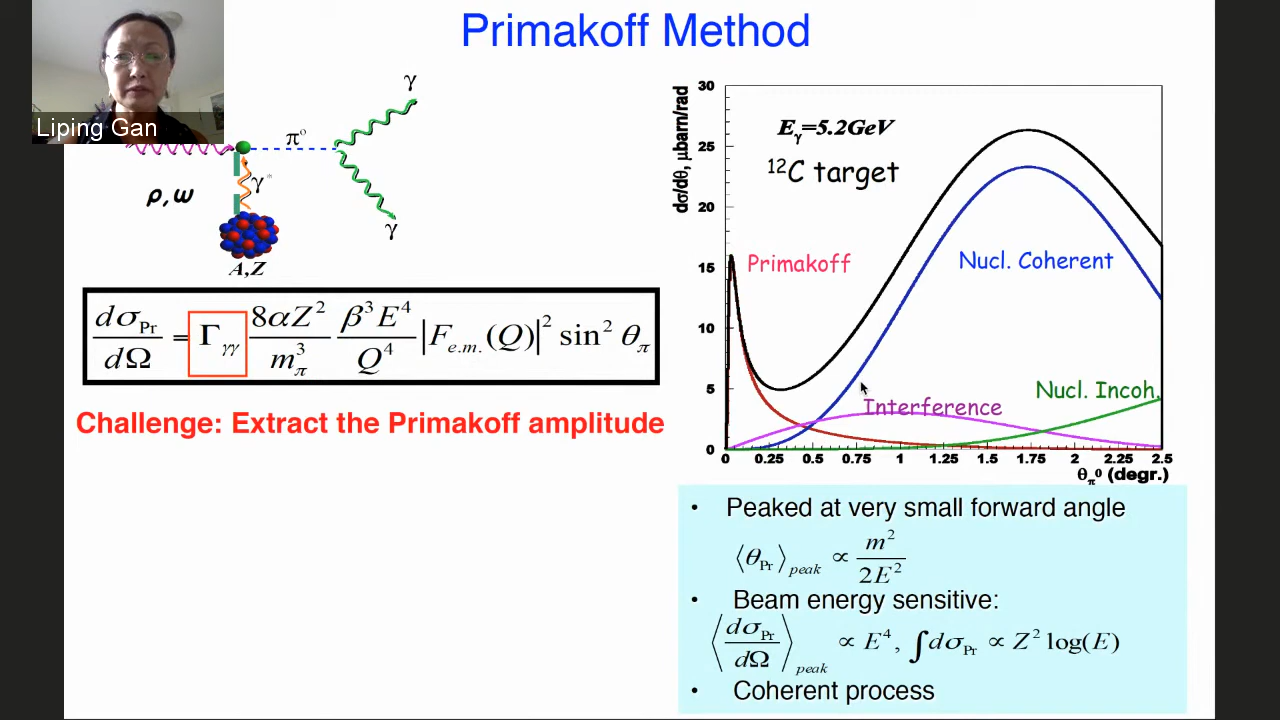 Primakoff Method
Liping Gan
γ
π⁰
ρ, ω
γ*
γ
A,Z
dσ_Pr/dΩ = Γ_γγ (8αZ²/m_π³) (β³E⁴/Q⁴) |F_e.m.(Q)|² sin² θ_π
Challenge: Extract the Primakoff amplitude
dσ/dθ, μbarn/rad
30
25
20
15
10
5
0
E_γ=5.2GeV
¹²C target
Primakoff
Nucl. Coherent
Interference
Nucl. Incoh.
0 0.25 0.5 0.75 1 1.25 1.5 1.75 2 2.25 2.5
θ_π⁰ (degr.)
• Peaked at very small forward angle
⟨θ_Pr⟩_peak ∝ m²/2E²
• Beam energy sensitive:
⟨dσ_Pr/dΩ⟩_peak ∝ E⁴, ∫dσ_Pr ∝ Z² log(E)
• Coherent process